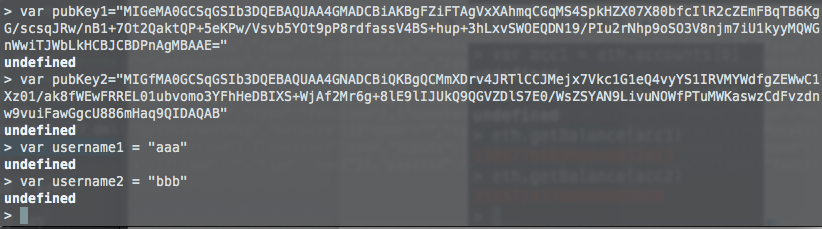 > var pubKey1="MIGeMA0GCSqGSIb3DQEBAQUAA4GMADCBiAKBgFZiFTAgVxXAhmqCGqMS4SpkHZX07X80bfcIlR2cZEmFBqTB6Kg
G/scsqJRw/nB1+7Ot2QaktQP+5eKPw/Vsvb5YOt9pP8rdfassV4BS+hup+3hLxvSWOEQDN19/PIu2rNhp9oSO3V8njm7iU1kyyMQWG
nWwiTJWbLkHCBJCBDPnAgMBAAE="
undefined
> var pubKey2="MIGfMA0GCSqGSIb3DQEBAQUAA4GNADCBiQKBgQCMmXDrv4JRTlCCJMejx7Vkc1G1eQ4vyYS1IRVMYWdfgZEWwC1
Xz01/ak8fWEwFRREL01ubvomo3YFhHeDBIXS+WjAf2Mr6g+8lE9lIJUkQ9QGVZDlS7E0/WsZSYAN9LivuNOWfPTuMWKaswzCdFvzdn
w9vuiFawGgcU886mHaq9QIDAQAB"
undefined
> var username1 = "aaa"
undefined
> var username2 = "bbb"
undefined
>